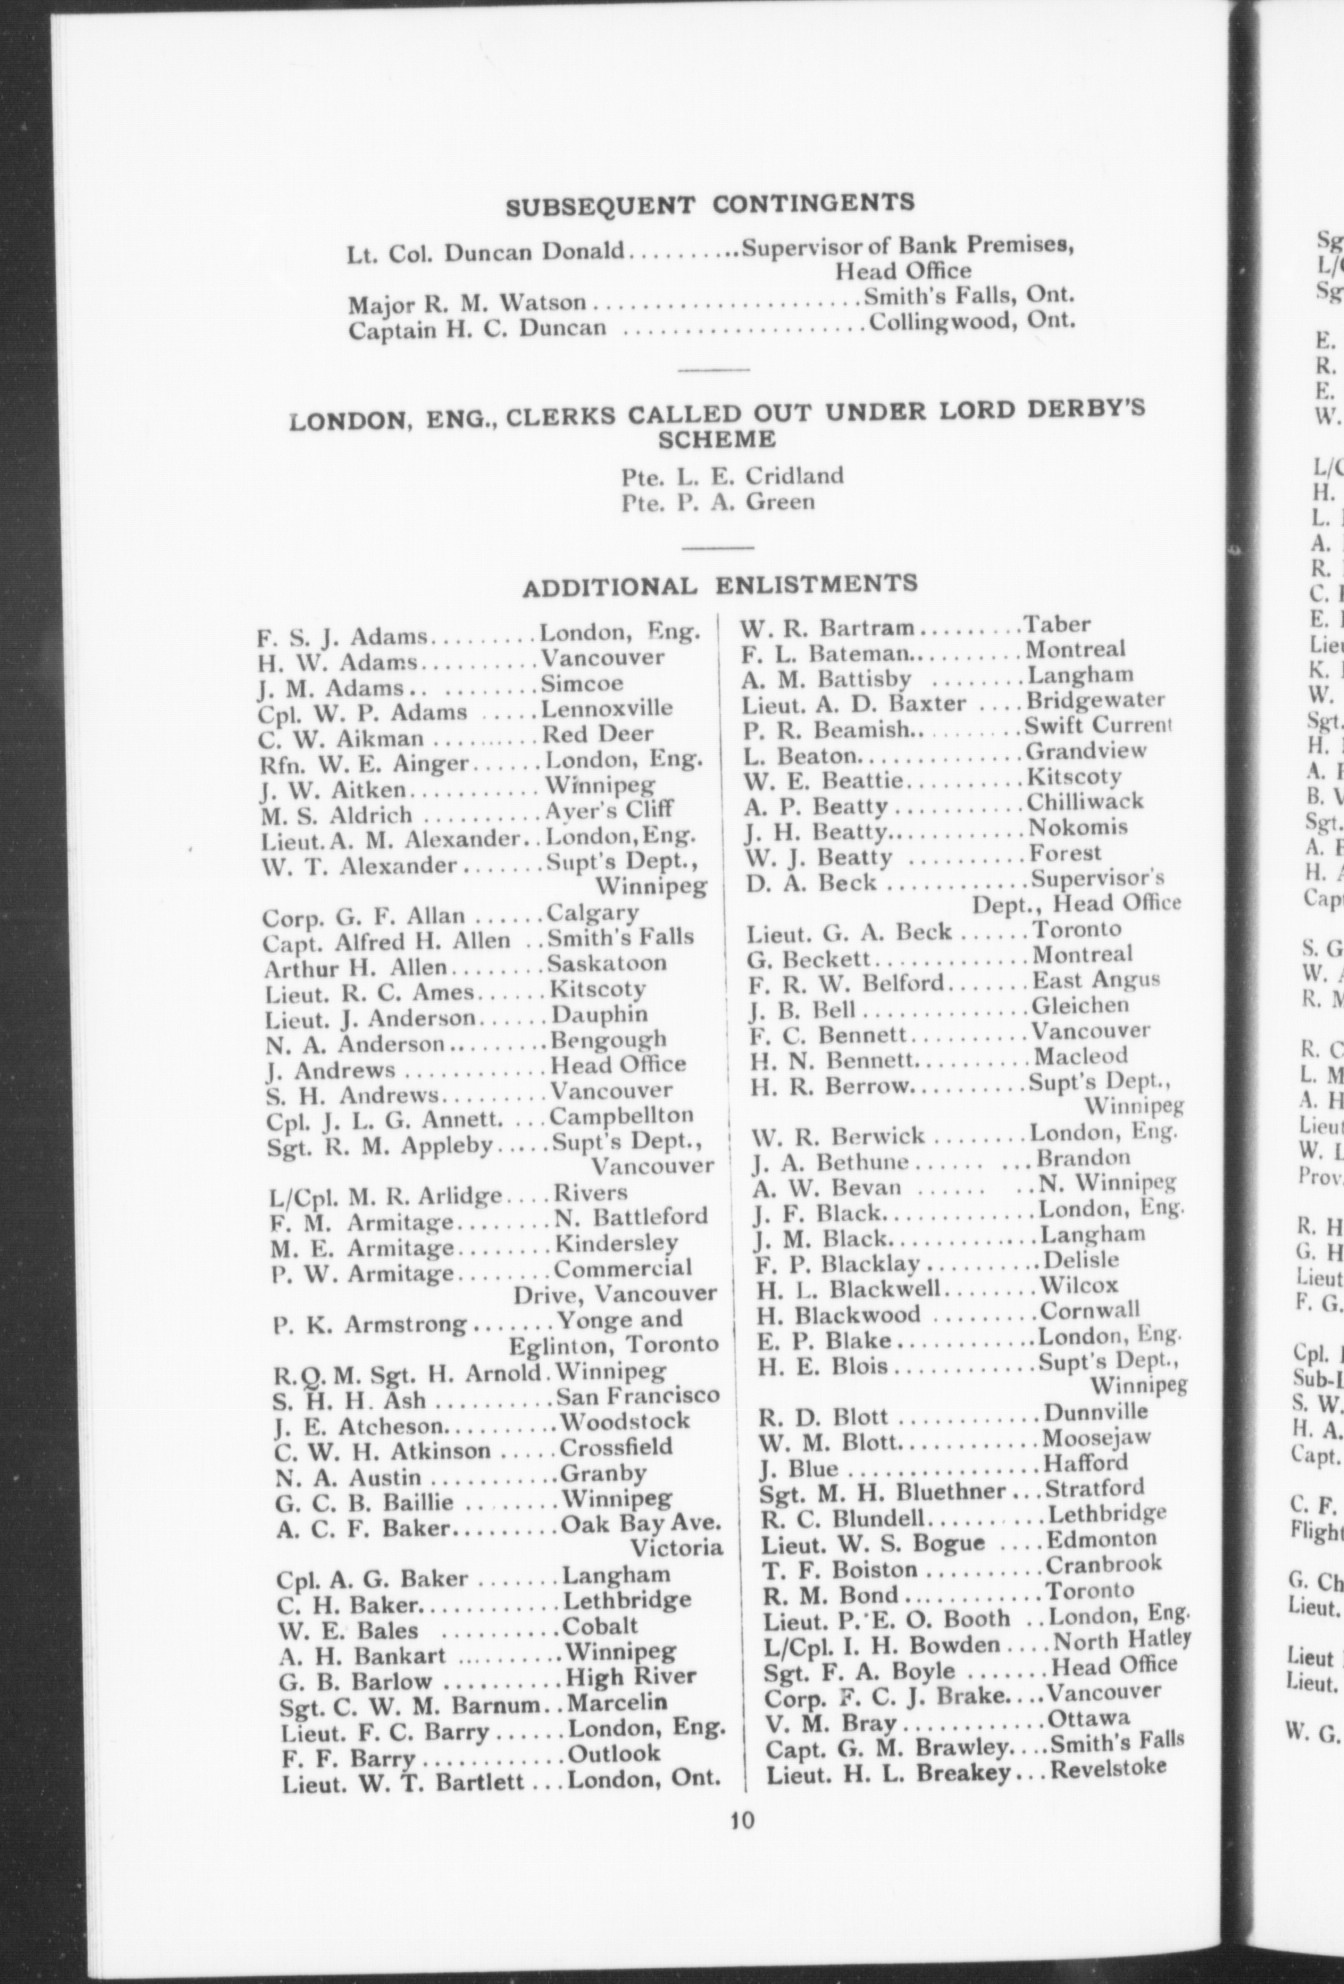 SUBSEQUENT CONTINGENTS
Lt. Col. Duncan Donald..........Supervisor of Bank Premises,
Head Office
Major R. M. Watson......................Smith's Falls, Ont.
Captain H. C. Duncan ....................Collingwood, Ont.
LONDON, ENG., CLERKS CALLED OUT UNDER LORD DERBY'S
SCHEME
Pte. L. E. Cridland
Pte. P. A. Green
ADDITIONAL ENLISTMENTS
F. S. J. Adams.........London, Eng.
H. W. Adams..........Vancouver
J. M. Adams.. ........Simcoe
Cpl. W. P. Adams .....Lennoxville
C. W. Aikman ..........Red Deer
Rfn. W. E. Ainger......London, Eng.
J. W. Aitken...........Winnipeg
M. S. Aldrich ..........Ayer's Cliff
Lieut. A. M. Alexander..London, Eng.
W. T. Alexander.......Supt's Dept.,
Winnipeg
Corp. G. F. Allan ......Calgary
Capt. Alfred H. Allen ..Smith's Falls
Arthur H. Allen........Saskatoon
Lieut. R. C. Ames......Kitscoty
Lieut. J. Anderson......Dauphin
N. A. Anderson.........Bengough
J. Andrews ............Head Office
S. H. Andrews.........Vancouver
Cpl. J. L. G. Annett. ...Campbellton
Sgt. R. M. Appleby.....Supt's Dept.,
Vancouver
L/Cpl. M. R. Arlidge....Rivers
F. M. Armitage........N. Battleford
M. E. Armitage........Kindersley
P. W. Armitage........Commercial
Drive, Vancouver
P. K. Armstrong.......Yonge and
Eglinton, Toronto
R.Q.M. Sgt. H. Arnold.Winnipeg
S. H. H. Ash ..........San Francisco
J. E. Atcheson..........Woodstock
C. W. H. Atkinson .....Crossfield
N. A. Austin ...........Granby
G. C. B. Baillie ........Winnipeg
A. C. F. Baker.........Oak Bay Ave.
Victoria
Cpl. A. G. Baker .......Langham
C. H. Baker............Lethbridge
W. E. Bales ..........Cobalt
A. H. Bankart ..........Winnipeg
G. B. Barlow ..........High River
Sgt. C. W. M. Barnum..Marcelin
Lieut. F. C. Barry......London, Eng.
F. F. Barry............Outlook
Lieut. W. T. Bartlett...London, Ont.
W. R. Bartram.........Taber
F. L. Bateman..........Montreal
A. M. Battisby ........Langham
Lieut. A. D. Baxter ....Bridgewater
P. R. Beamish..........Swift Current
L. Beaton..............Grandview
W. E. Beattie..........Kitscoty
A. P. Beatty...........Chilliwack
J. H. Beatty............Nokomis
W. J. Beatty ..........Forest
D. A. Beck ............Supervisor's
Dept., Head Office
Lieut. G. A. Beck ......Toronto
G. Beckett.............Montreal
F. R. W. Belford.......East Angus
J. B. Bell ..............Gleichen
F. C. Bennett..........Vancouver
H. N. Bennett..........Macleod
H. R. Berrow..........Supt's Dept.,
Winnipeg
W. R. Berwick ........London, Eng.
J. A. Bethune...... ...Brandon
A. W. Bevan ...... ..N. Winnipeg
J. F. Black.............London, Eng.
J. M. Black.............Langham
F. P. Blacklay..........Delisle
H. L. Blackwell........Wilcox
H. Blackwood .........Cornwall
E. P. Blake............London, Eng.
H. E. Blois............Supt's Dept.,
Winnipeg
R. D. Blott ............Dunnville
W. M. Blott............Moosejaw
J. Blue ................Hafford
Sgt. M. H. Bluethner...Stratford
R. C. Blundell..........Lethbridge
Lieut. W. S. Bogue ....Edmonton
T. F. Boiston ..........Cranbrook
R. M. Bond............Toronto
Lieut. P. E. O. Booth ..London, Eng.
L/Cpl. I. H. Bowden....North Hatley
Sgt. F. A. Boyle .......Head Office
Corp. F. C. J. Brake....Vancouver
V. M. Bray............Ottawa
Capt. G. M. Brawley....Smith's Falls
Lieut. H. L. Breakey...Revelstoke
10